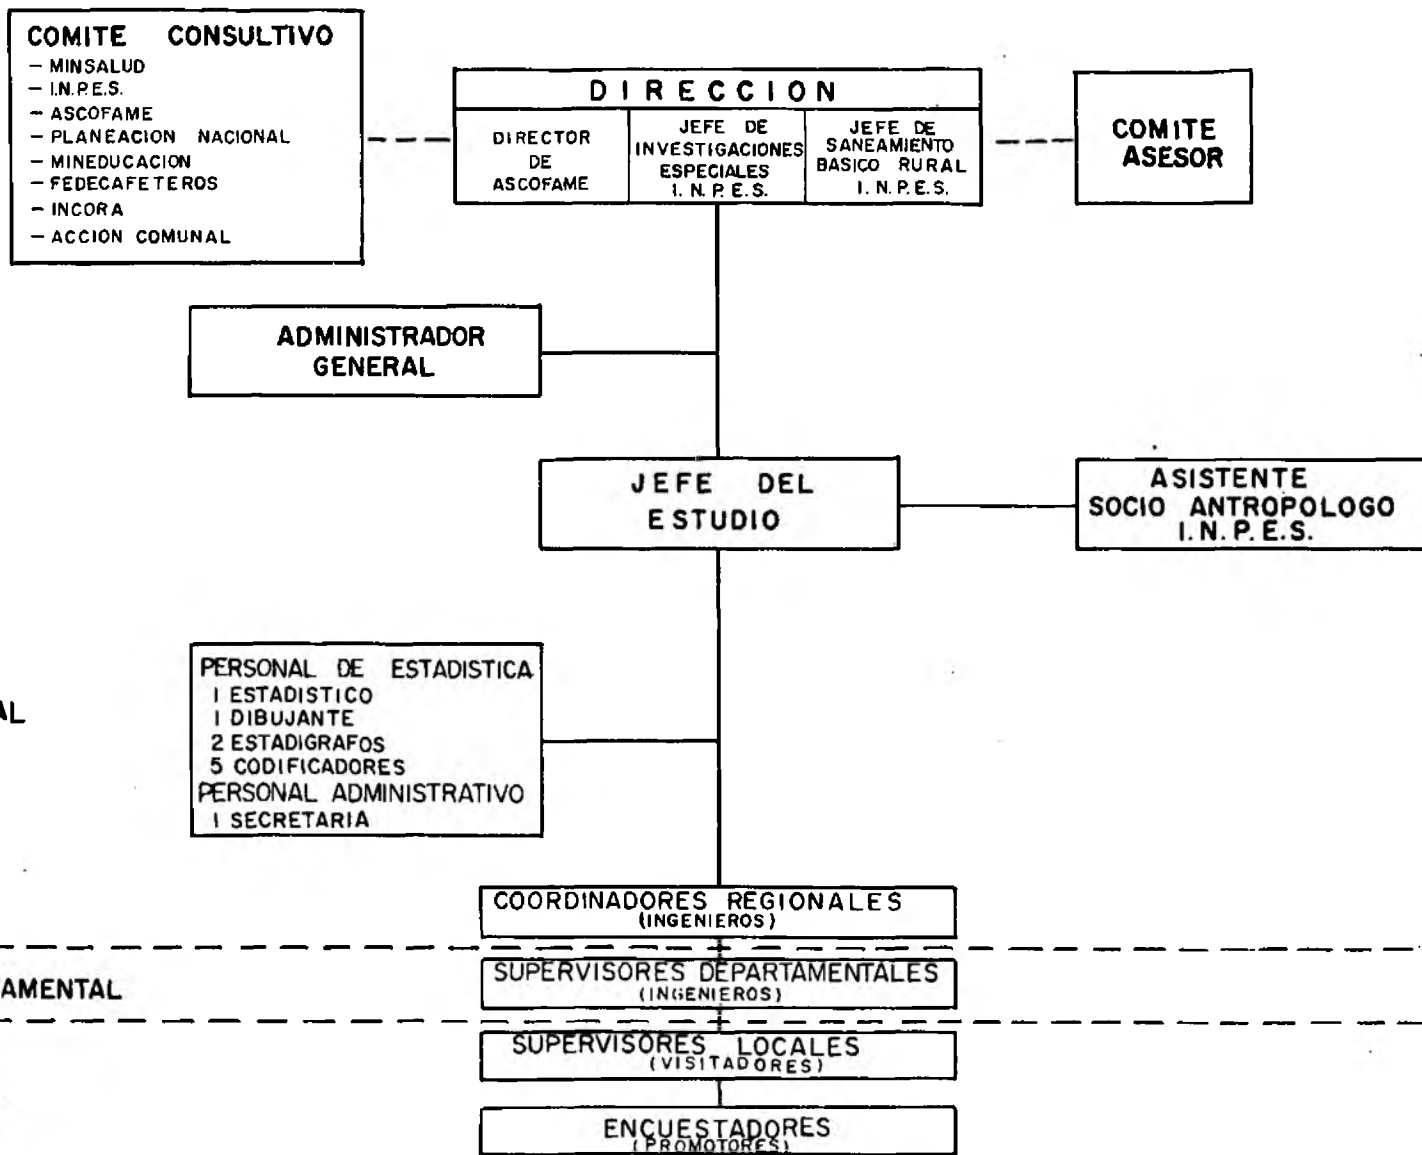 COMITE CONSULTIVO
– MINSALUD
– I.N.P.E.S.
– ASCOFAME
– PLANEACION NACIONAL
– MINEDUCACION
– FEDECAFETEROS
– INCORA
– ACCION COMUNAL
DIRECCION
DIRECTOR
DE
ASCOFAME
JEFE DE
INVESTIGACIONES
ESPECIALES
I. N. P. E. S.
JEFE DE
SANEAMIENTO
BASICO RURAL
I. N. P. E. S.
COMITE
ASESOR
ADMINISTRADOR
GENERAL
JEFE DEL
ESTUDIO
ASISTENTE
SOCIO ANTROPOLOGO
I. N. P. E. S.
PERSONAL DE ESTADISTICA
1 ESTADISTICO
1 DIBUJANTE
2 ESTADIGRAFOS
5 CODIFICADORES
PERSONAL ADMINISTRATIVO
1 SECRETARIA
AL
COORDINADORES REGIONALES
(INGENIEROS)
AMENTAL
SUPERVISORES DEPARTAMENTALES
(INGENIEROS)
SUPERVISORES LOCALES
(VISITADORES)
ENCUESTADORES
(PROMOTORES)